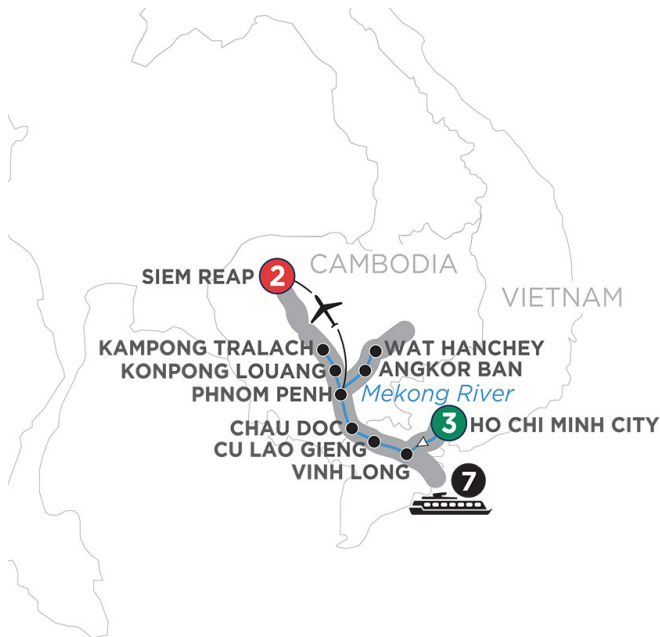 CAMBODIA
SIEM REAP 2
VIETNAM
KAMPONG TRALACH
WAT HANCHEY
KONPONG LOUANG
ANGKOR BAN
PHNOM PENH
Mekong River
CHAU DOC
3 HO CHI MINH CITY
CU LAO GIENG
VINH LONG
7